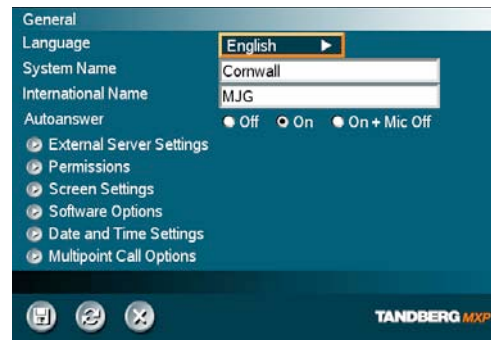 General
Language English
System Name Cornwall
International Name MJG
Autoanswer Off On On + Mic Off
External Server Settings
Permissions
Screen Settings
Software Options
Date and Time Settings
Multipoint Call Options
TANDBERG MXP